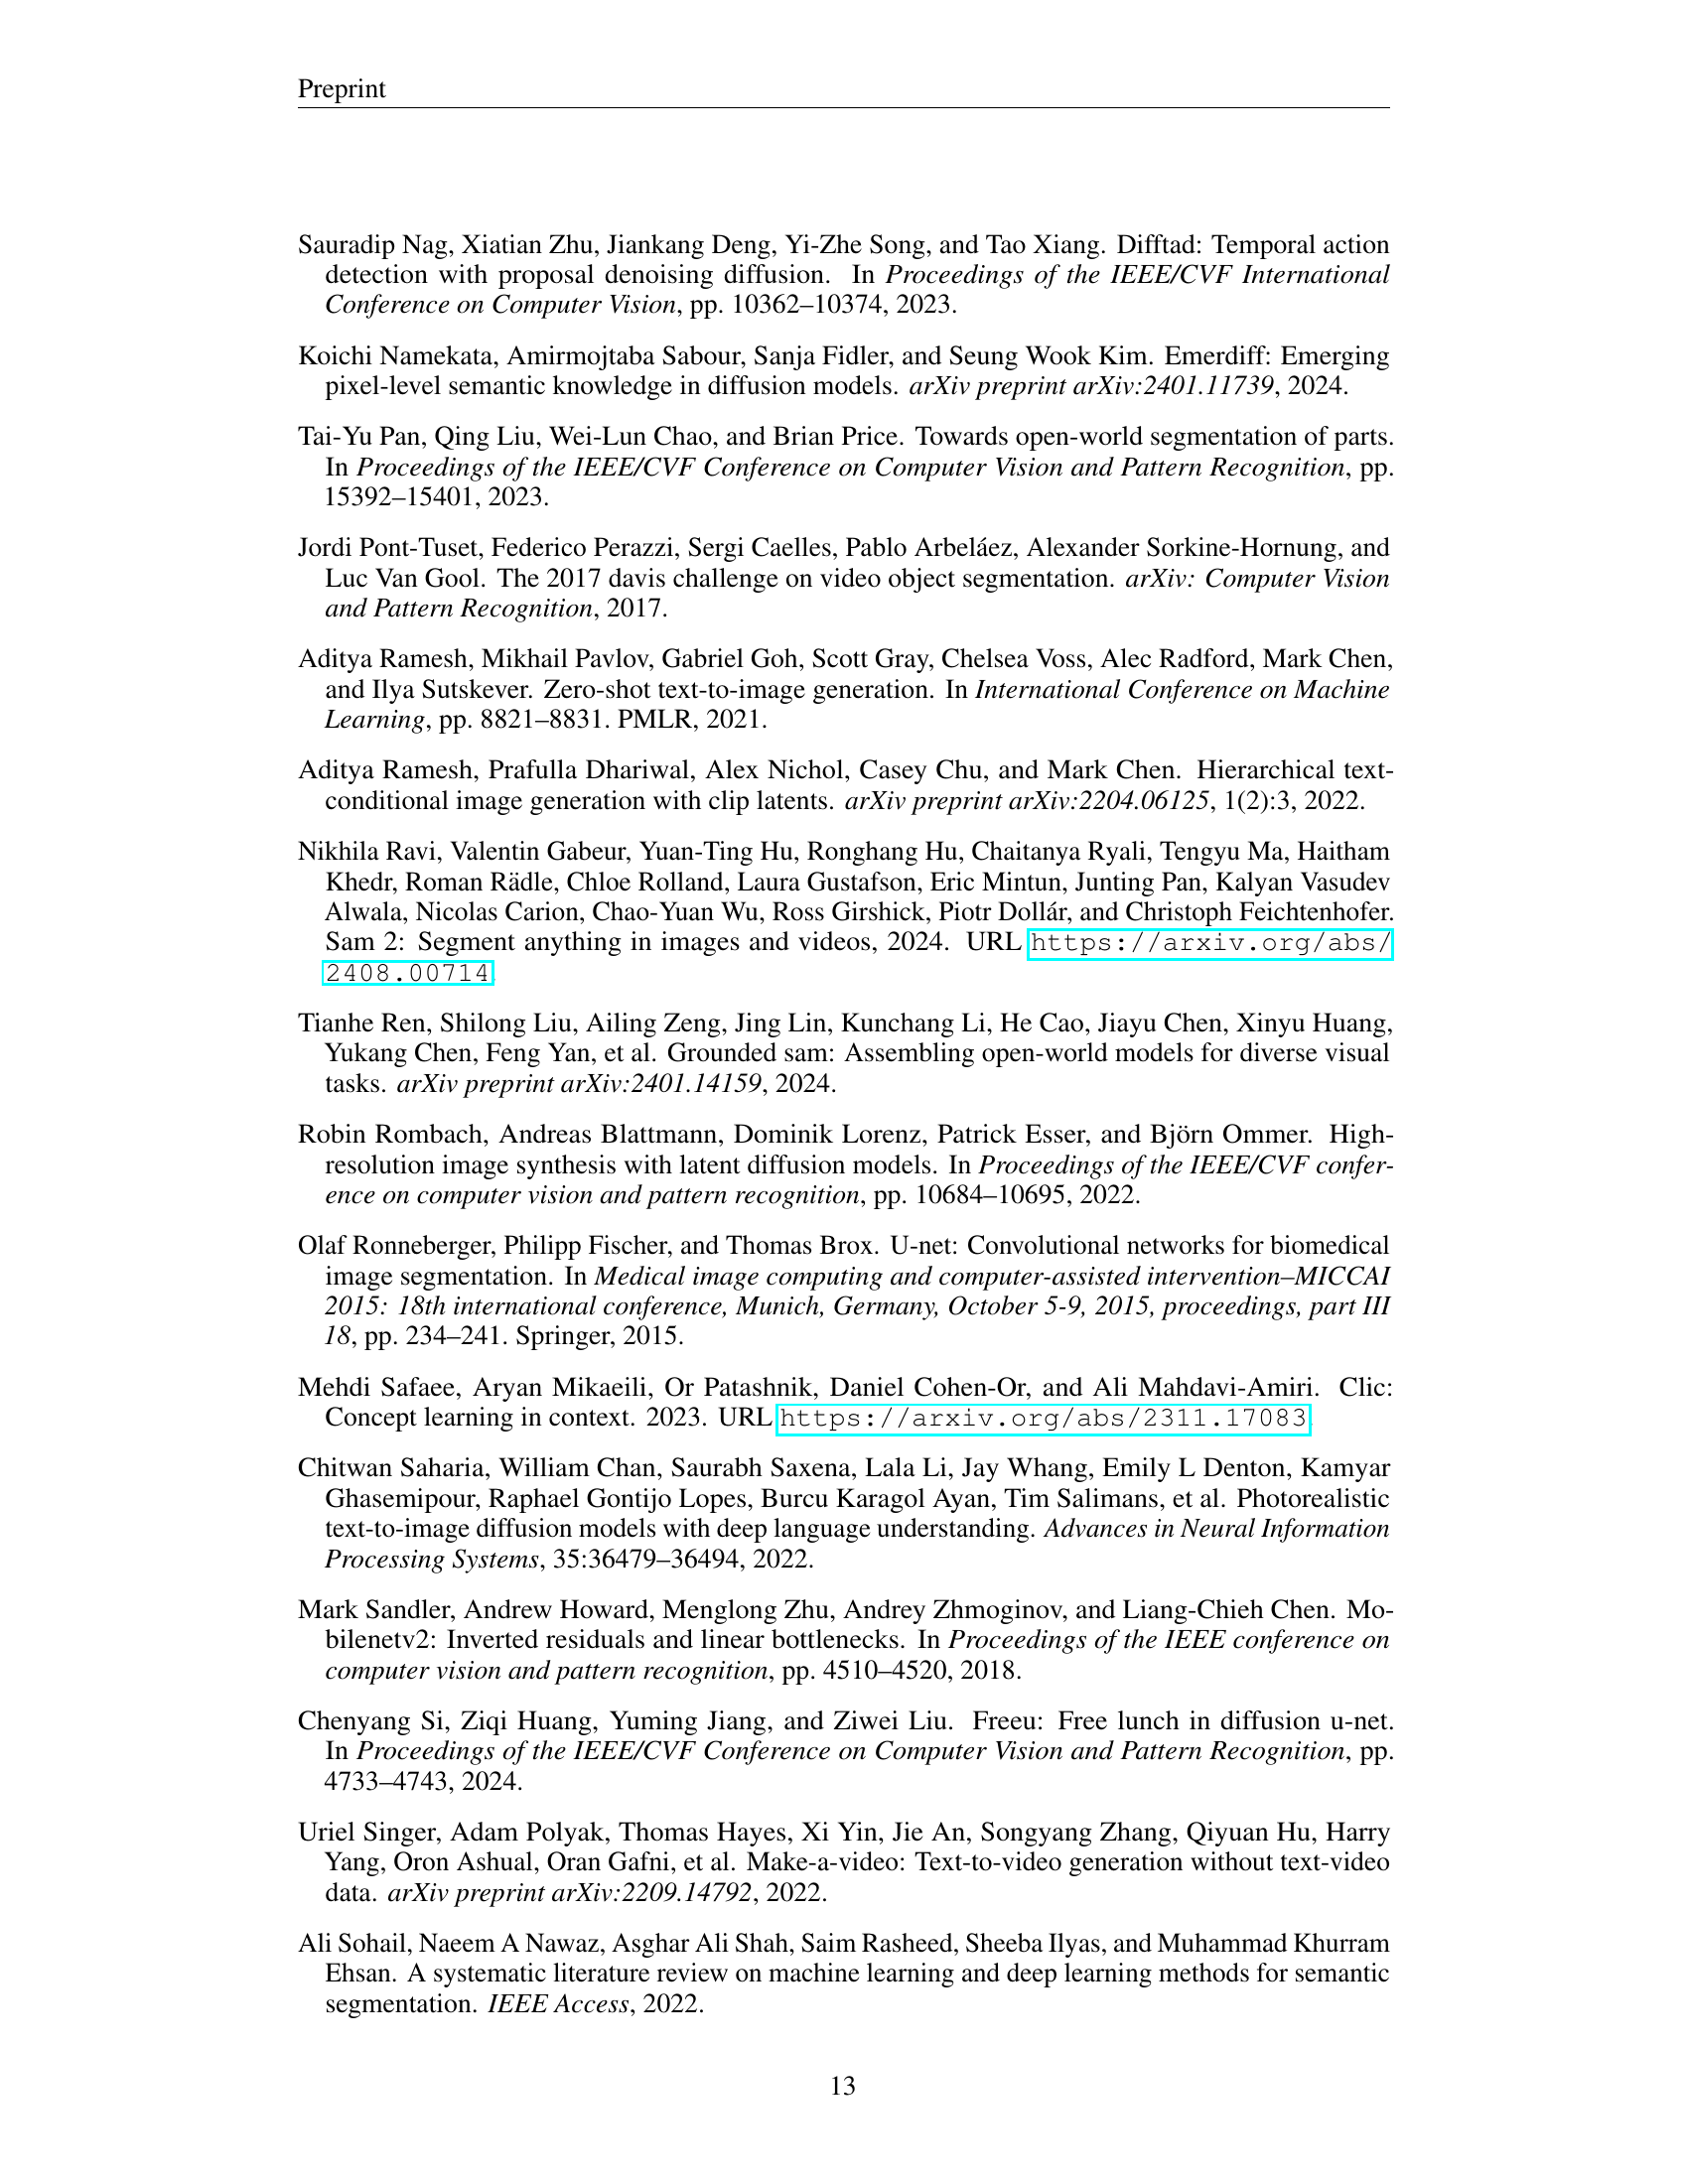 Preprint
Sauradip Nag, Xiatian Zhu, Jiankang Deng, Yi-Zhe Song, and Tao Xiang. Difftad: Temporal action
detection with proposal denoising diffusion. In Proceedings of the IEEE/CVF International
Conference on Computer Vision, pp. 10362–10374, 2023.
Koichi Namekata, Amirmojtaba Sabour, Sanja Fidler, and Seung Wook Kim. Emerdiff: Emerging
pixel-level semantic knowledge in diffusion models. arXiv preprint arXiv:2401.11739, 2024.
Tai-Yu Pan, Qing Liu, Wei-Lun Chao, and Brian Price. Towards open-world segmentation of parts.
In Proceedings of the IEEE/CVF Conference on Computer Vision and Pattern Recognition, pp.
15392–15401, 2023.
Jordi Pont-Tuset, Federico Perazzi, Sergi Caelles, Pablo Arbeláez, Alexander Sorkine-Hornung, and
Luc Van Gool. The 2017 davis challenge on video object segmentation. arXiv: Computer Vision
and Pattern Recognition, 2017.
Aditya Ramesh, Mikhail Pavlov, Gabriel Goh, Scott Gray, Chelsea Voss, Alec Radford, Mark Chen,
and Ilya Sutskever. Zero-shot text-to-image generation. In International Conference on Machine
Learning, pp. 8821–8831. PMLR, 2021.
Aditya Ramesh, Prafulla Dhariwal, Alex Nichol, Casey Chu, and Mark Chen. Hierarchical text-
conditional image generation with clip latents. arXiv preprint arXiv:2204.06125, 1(2):3, 2022.
Nikhila Ravi, Valentin Gabeur, Yuan-Ting Hu, Ronghang Hu, Chaitanya Ryali, Tengyu Ma, Haitham
Khedr, Roman Rädle, Chloe Rolland, Laura Gustafson, Eric Mintun, Junting Pan, Kalyan Vasudev
Alwala, Nicolas Carion, Chao-Yuan Wu, Ross Girshick, Piotr Dollár, and Christoph Feichtenhofer.
Sam 2: Segment anything in images and videos, 2024. URL https://arxiv.org/abs/
2408.00714.
Tianhe Ren, Shilong Liu, Ailing Zeng, Jing Lin, Kunchang Li, He Cao, Jiayu Chen, Xinyu Huang,
Yukang Chen, Feng Yan, et al. Grounded sam: Assembling open-world models for diverse visual
tasks. arXiv preprint arXiv:2401.14159, 2024.
Robin Rombach, Andreas Blattmann, Dominik Lorenz, Patrick Esser, and Björn Ommer. High-
resolution image synthesis with latent diffusion models. In Proceedings of the IEEE/CVF confer-
ence on computer vision and pattern recognition, pp. 10684–10695, 2022.
Olaf Ronneberger, Philipp Fischer, and Thomas Brox. U-net: Convolutional networks for biomedical
image segmentation. In Medical image computing and computer-assisted intervention–MICCAI
2015: 18th international conference, Munich, Germany, October 5-9, 2015, proceedings, part III
18, pp. 234–241. Springer, 2015.
Mehdi Safaee, Aryan Mikaeili, Or Patashnik, Daniel Cohen-Or, and Ali Mahdavi-Amiri. Clic:
Concept learning in context. 2023. URL https://arxiv.org/abs/2311.17083.
Chitwan Saharia, William Chan, Saurabh Saxena, Lala Li, Jay Whang, Emily L Denton, Kamyar
Ghasemipour, Raphael Gontijo Lopes, Burcu Karagol Ayan, Tim Salimans, et al. Photorealistic
text-to-image diffusion models with deep language understanding. Advances in Neural Information
Processing Systems, 35:36479–36494, 2022.
Mark Sandler, Andrew Howard, Menglong Zhu, Andrey Zhmoginov, and Liang-Chieh Chen. Mo-
bilenetv2: Inverted residuals and linear bottlenecks. In Proceedings of the IEEE conference on
computer vision and pattern recognition, pp. 4510–4520, 2018.
Chenyang Si, Ziqi Huang, Yuming Jiang, and Ziwei Liu. Freeu: Free lunch in diffusion u-net.
In Proceedings of the IEEE/CVF Conference on Computer Vision and Pattern Recognition, pp.
4733–4743, 2024.
Uriel Singer, Adam Polyak, Thomas Hayes, Xi Yin, Jie An, Songyang Zhang, Qiyuan Hu, Harry
Yang, Oron Ashual, Oran Gafni, et al. Make-a-video: Text-to-video generation without text-video
data. arXiv preprint arXiv:2209.14792, 2022.
Ali Sohail, Naeem A Nawaz, Asghar Ali Shah, Saim Rasheed, Sheeba Ilyas, and Muhammad Khurram
Ehsan. A systematic literature review on machine learning and deep learning methods for semantic
segmentation. IEEE Access, 2022.
13